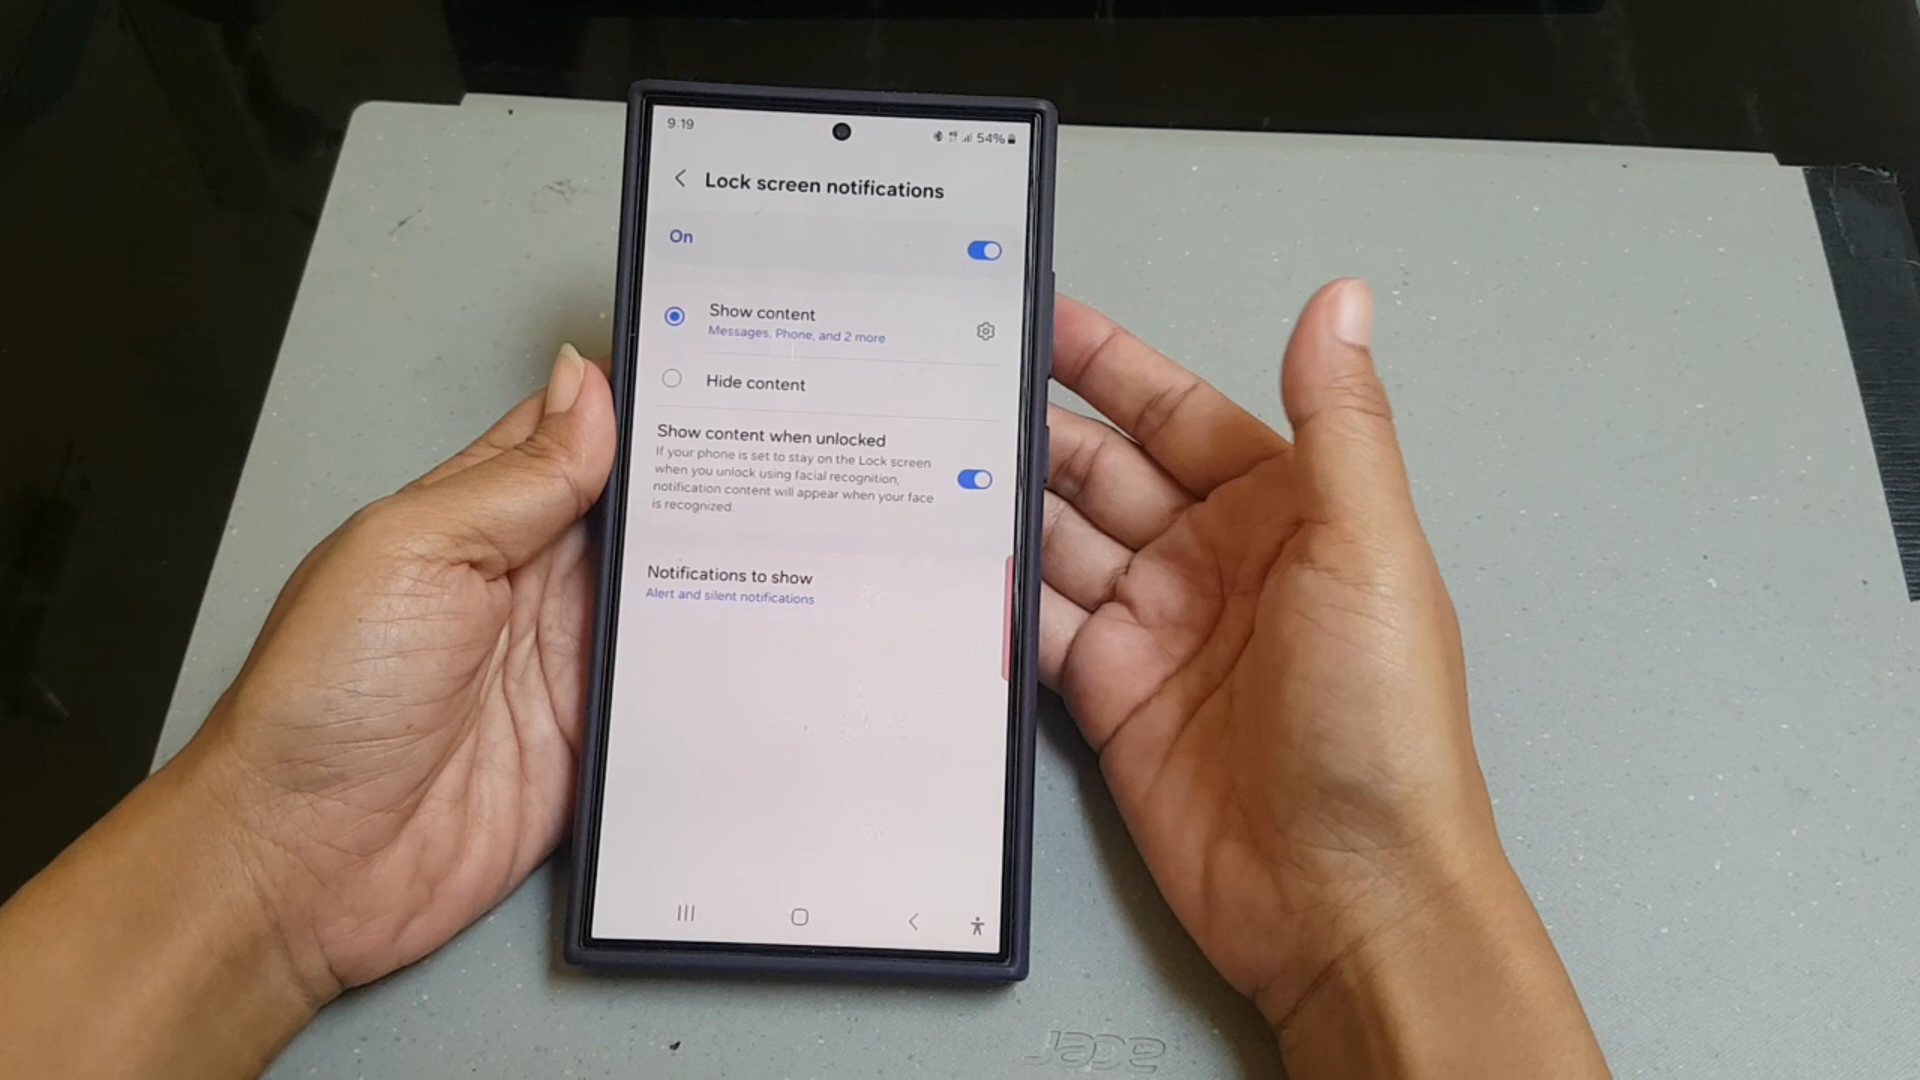 9:19
54%
Lock screen notifications
On
Show content
Messages, Phone, and 2 more
Hide content
Show content when unlocked
If your phone is set to stay on the Lock screen
when you unlock using facial recognition,
notification content will appear when your face
is recognized.
Notifications to show
Alert and silent notifications
acer